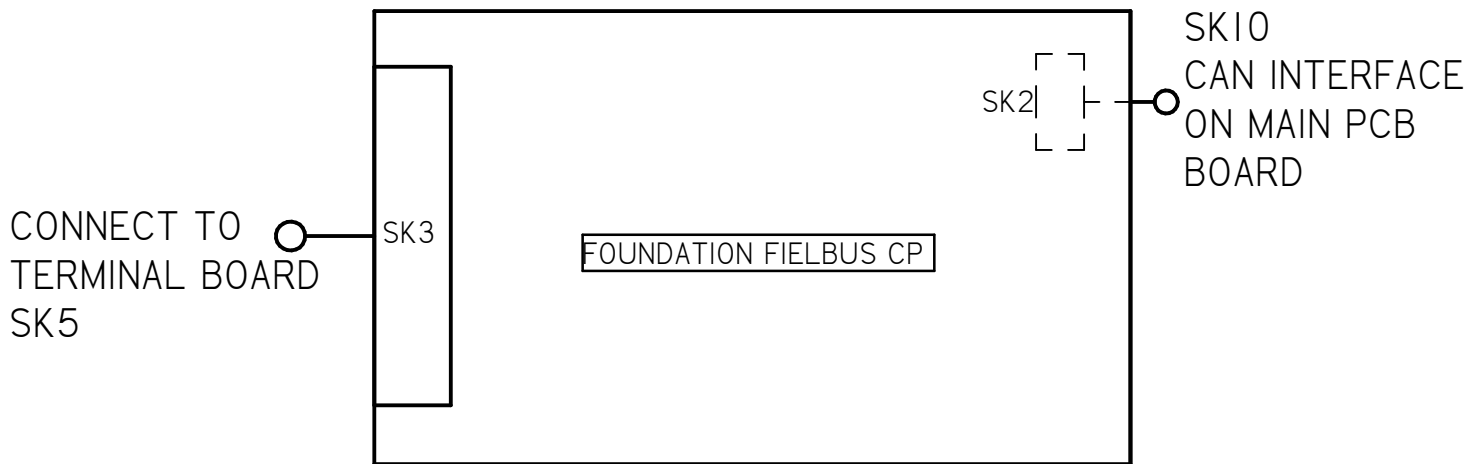 SK10
CAN INTERFACE
ON MAIN PCB
BOARD
SK2
CONNECT TO
TERMINAL BOARD
SK5
SK3
FOUNDATION FIELBUS CP